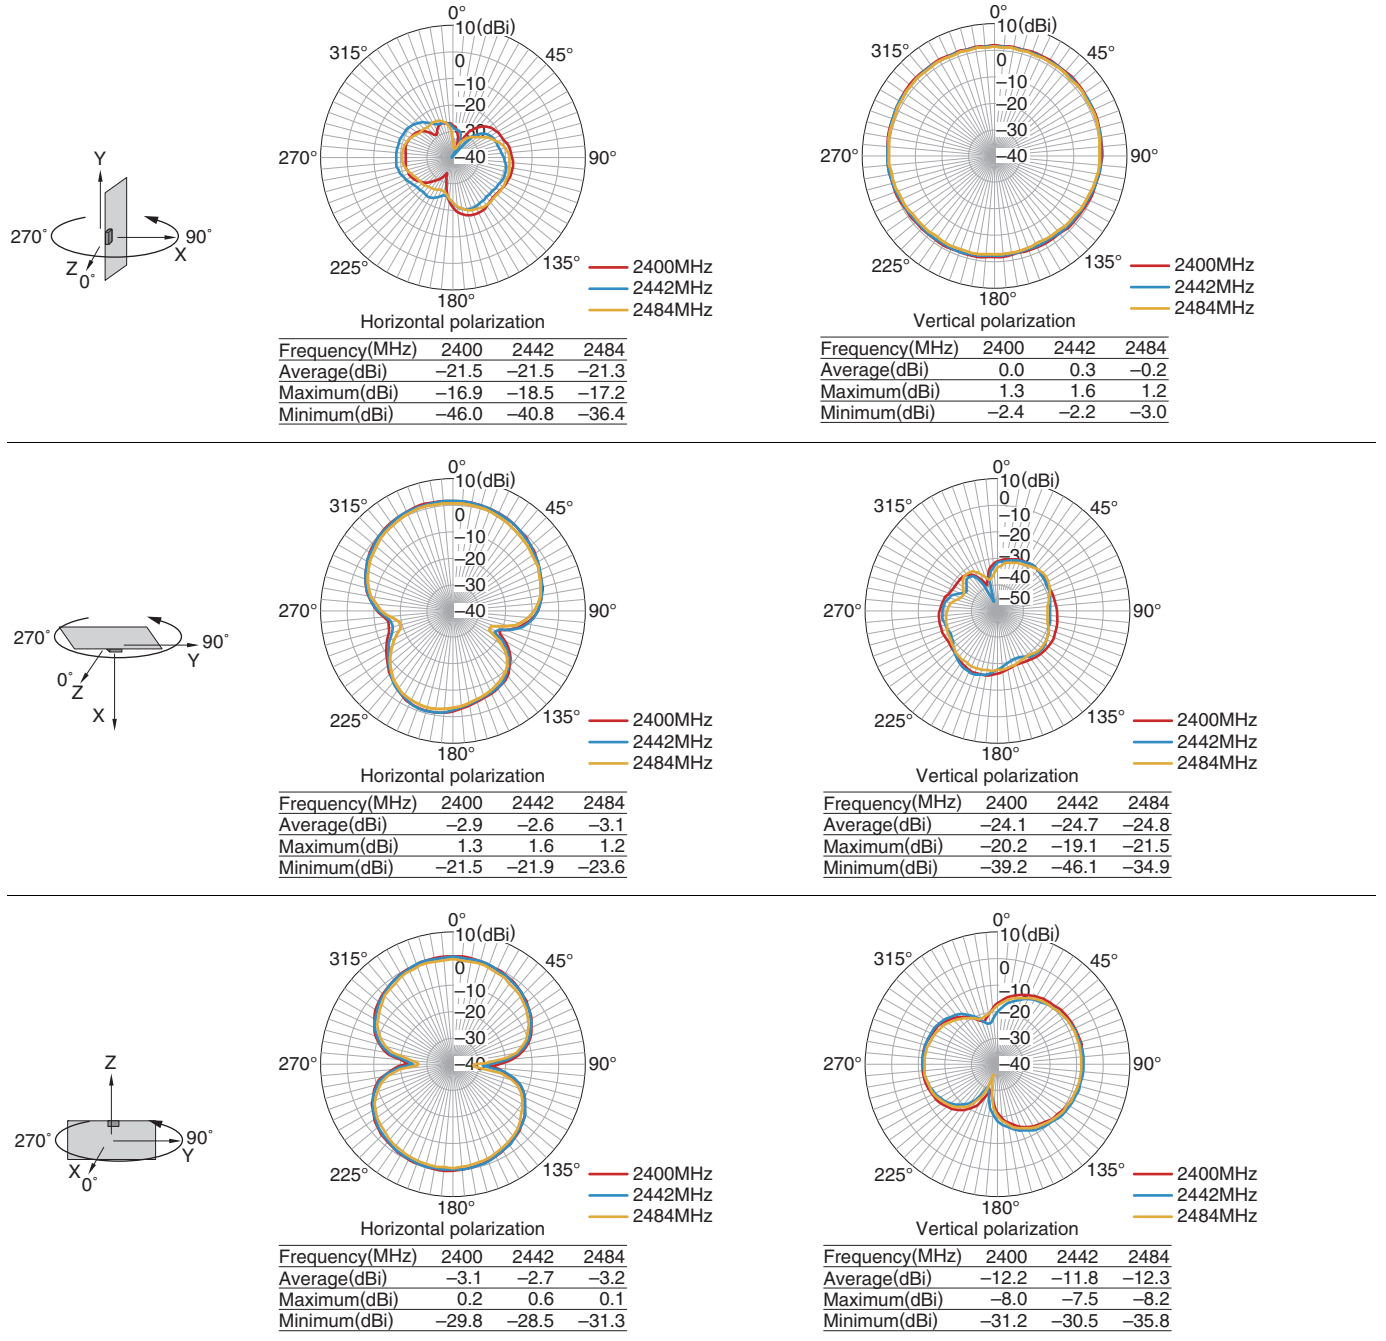 Y
270°
90°
X
Z
0°
0°
10(dBi)
315°
45°
0
−10
−20
−30
−40
270°
90°
225°
135°
180°
2400MHz
2442MHz
2484MHz
Horizontal polarization
Frequency(MHz) 2400 2442 2484
Average(dBi) −21.5 −21.5 −21.3
Maximum(dBi) −16.9 −18.5 −17.2
Minimum(dBi) −46.0 −40.8 −36.4
0°
10(dBi)
315°
45°
0
−10
−20
−30
−40
270°
90°
225°
135°
180°
2400MHz
2442MHz
2484MHz
Vertical polarization
Frequency(MHz) 2400 2442 2484
Average(dBi) 0.0 0.3 −0.2
Maximum(dBi) 1.3 1.6 1.2
Minimum(dBi) −2.4 −2.2 −3.0
270°
90°
Y
0°
Z
X
0°
10(dBi)
315°
45°
0
−10
−20
−30
−40
270°
90°
225°
135°
180°
2400MHz
2442MHz
2484MHz
Horizontal polarization
Frequency(MHz) 2400 2442 2484
Average(dBi) −2.9 −2.6 −3.1
Maximum(dBi) 1.3 1.6 1.2
Minimum(dBi) −21.5 −21.9 −23.6
0°
10(dBi)
315°
45°
0
−10
−20
−30
−40
−50
270°
90°
225°
135°
180°
2400MHz
2442MHz
2484MHz
Vertical polarization
Frequency(MHz) 2400 2442 2484
Average(dBi) −24.1 −24.7 −24.8
Maximum(dBi) −20.2 −19.1 −21.5
Minimum(dBi) −39.2 −46.1 −34.9
Z
270°
90°
Y
X
0°
0°
10(dBi)
315°
45°
0
−10
−20
−30
−40
270°
90°
225°
135°
180°
2400MHz
2442MHz
2484MHz
Horizontal polarization
Frequency(MHz) 2400 2442 2484
Average(dBi) −3.1 −2.7 −3.2
Maximum(dBi) 0.2 0.6 0.1
Minimum(dBi) −29.8 −28.5 −31.3
0°
10(dBi)
315°
45°
0
−10
−20
−30
−40
270°
90°
225°
135°
180°
2400MHz
2442MHz
2484MHz
Vertical polarization
Frequency(MHz) 2400 2442 2484
Average(dBi) −12.2 −11.8 −12.3
Maximum(dBi) −8.0 −7.5 −8.2
Minimum(dBi) −31.2 −30.5 −35.8